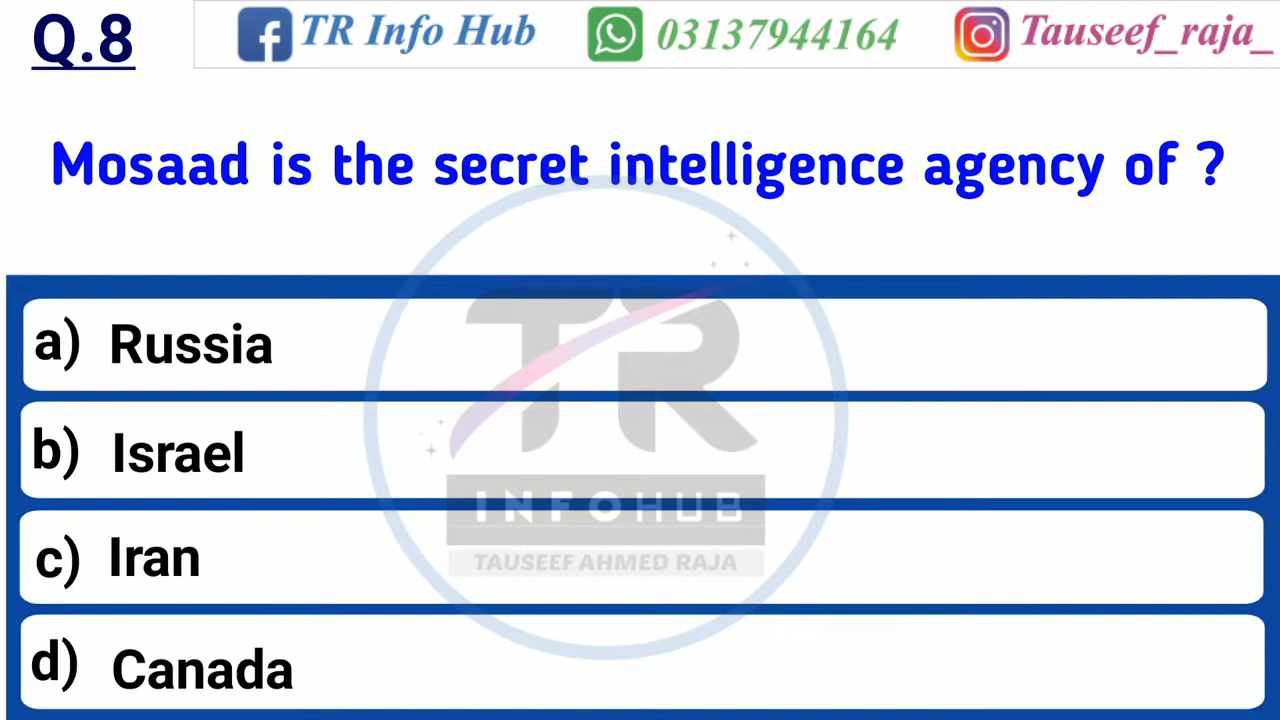 Q.8
TR Info Hub
03137944164
Tauseef_raja_
Mosaad is the secret intelligence agency of ?
a) Russia
b) Israel
TR
INFOHUB
TAUSEEF AHMED RAJA
c) Iran
d) Canada